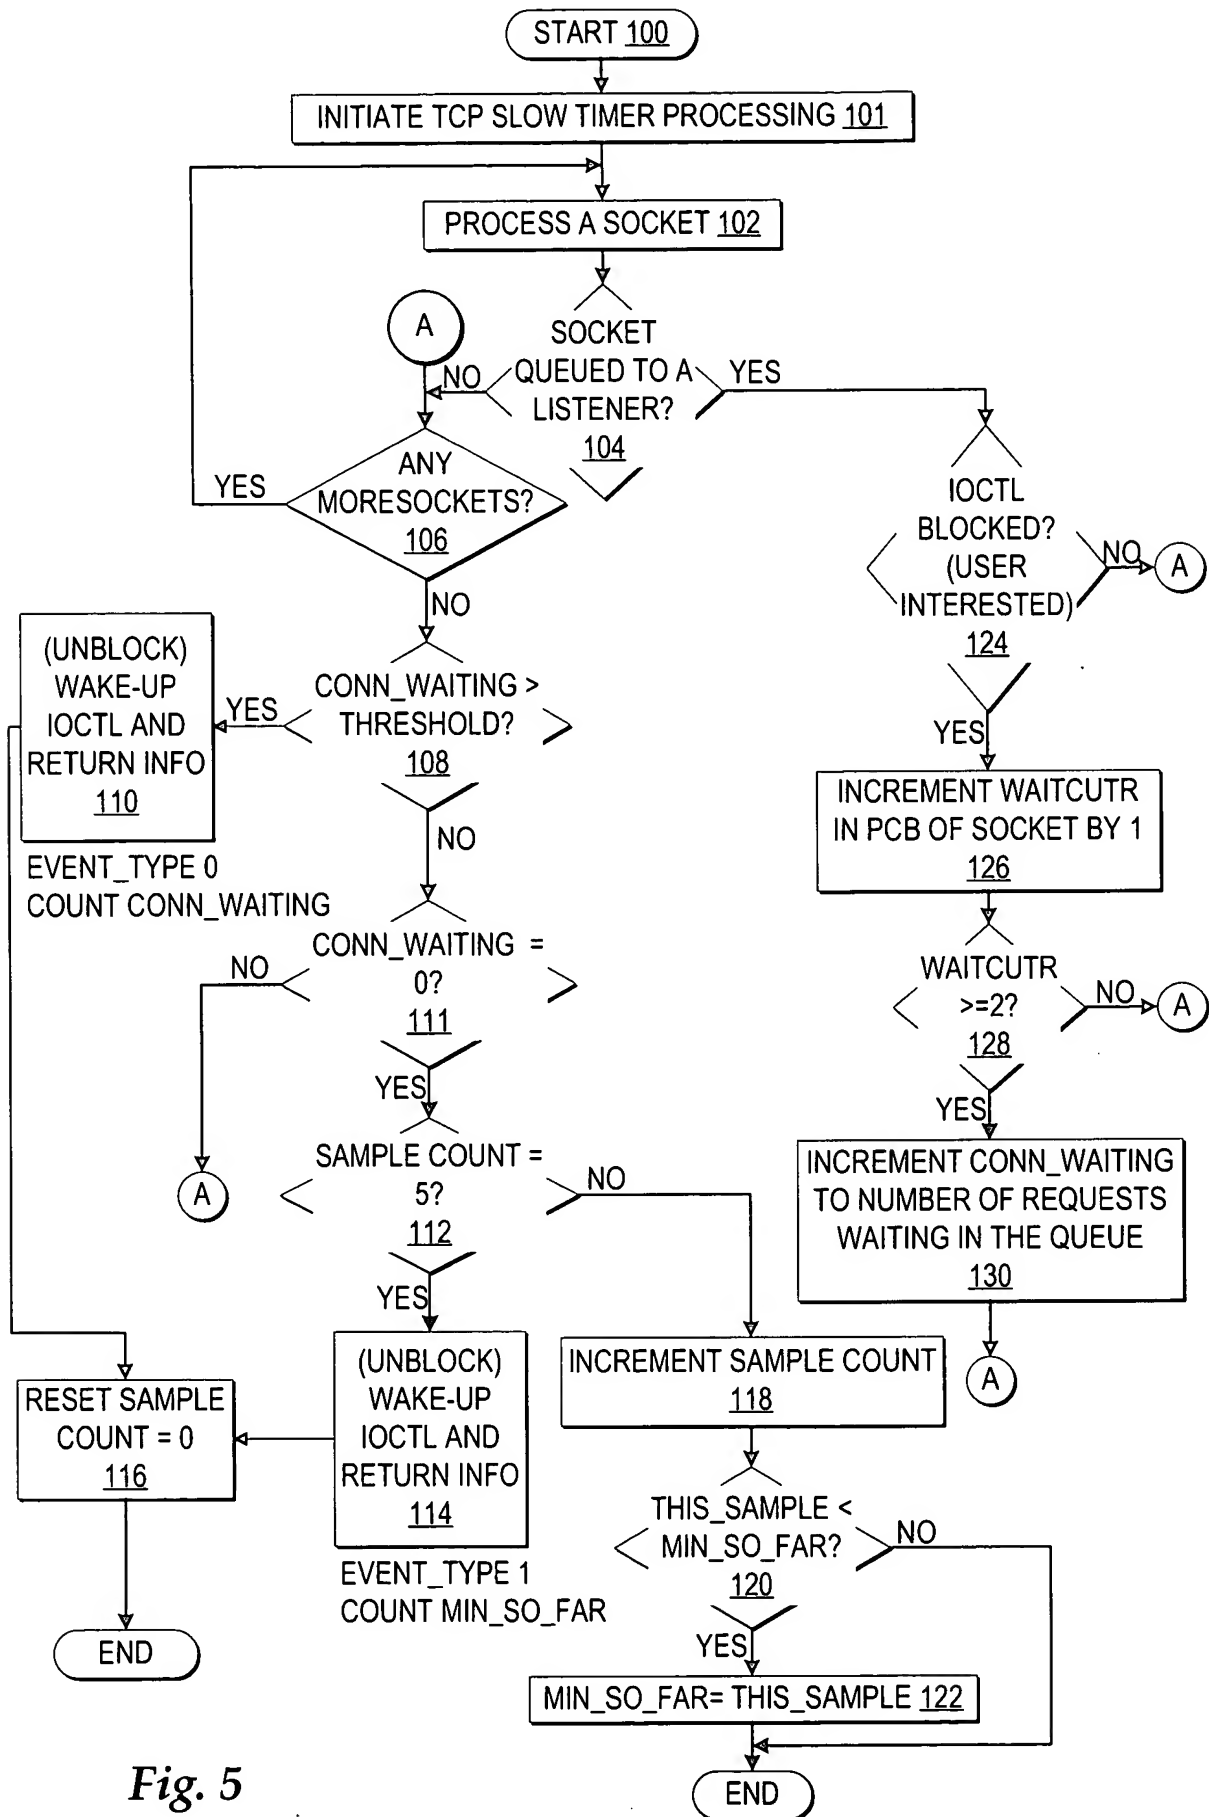 START 100
INITIATE TCP SLOW TIMER PROCESSING 101
PROCESS A SOCKET 102
A
SOCKET
QUEUED TO A
LISTENER?
104
NO
YES
ANY
MORESOCKETS?
106
YES
NO
IOCTL
BLOCKED?
(USER
INTERESTED)
124
NO
A
YES
(UNBLOCK)
WAKE-UP
IOCTL AND
RETURN INFO
110
EVENT_TYPE 0
COUNT CONN_WAITING
YES
CONN_WAITING >
THRESHOLD?
108
NO
INCREMENT WAITCUTR
IN PCB OF SOCKET BY 1
126
CONN_WAITING =
0?
111
NO
A
YES
WAITCUTR
>=2?
128
NO
A
YES
SAMPLE COUNT =
5?
112
NO
YES
INCREMENT CONN_WAITING
TO NUMBER OF REQUESTS
WAITING IN THE QUEUE
130
A
(UNBLOCK)
WAKE-UP
IOCTL AND
RETURN INFO
114
EVENT_TYPE 1
COUNT MIN_SO_FAR
INCREMENT SAMPLE COUNT
118
RESET SAMPLE
COUNT = 0
116
END
THIS_SAMPLE <
MIN_SO_FAR?
120
NO
YES
MIN_SO_FAR= THIS_SAMPLE 122
END
Fig. 5